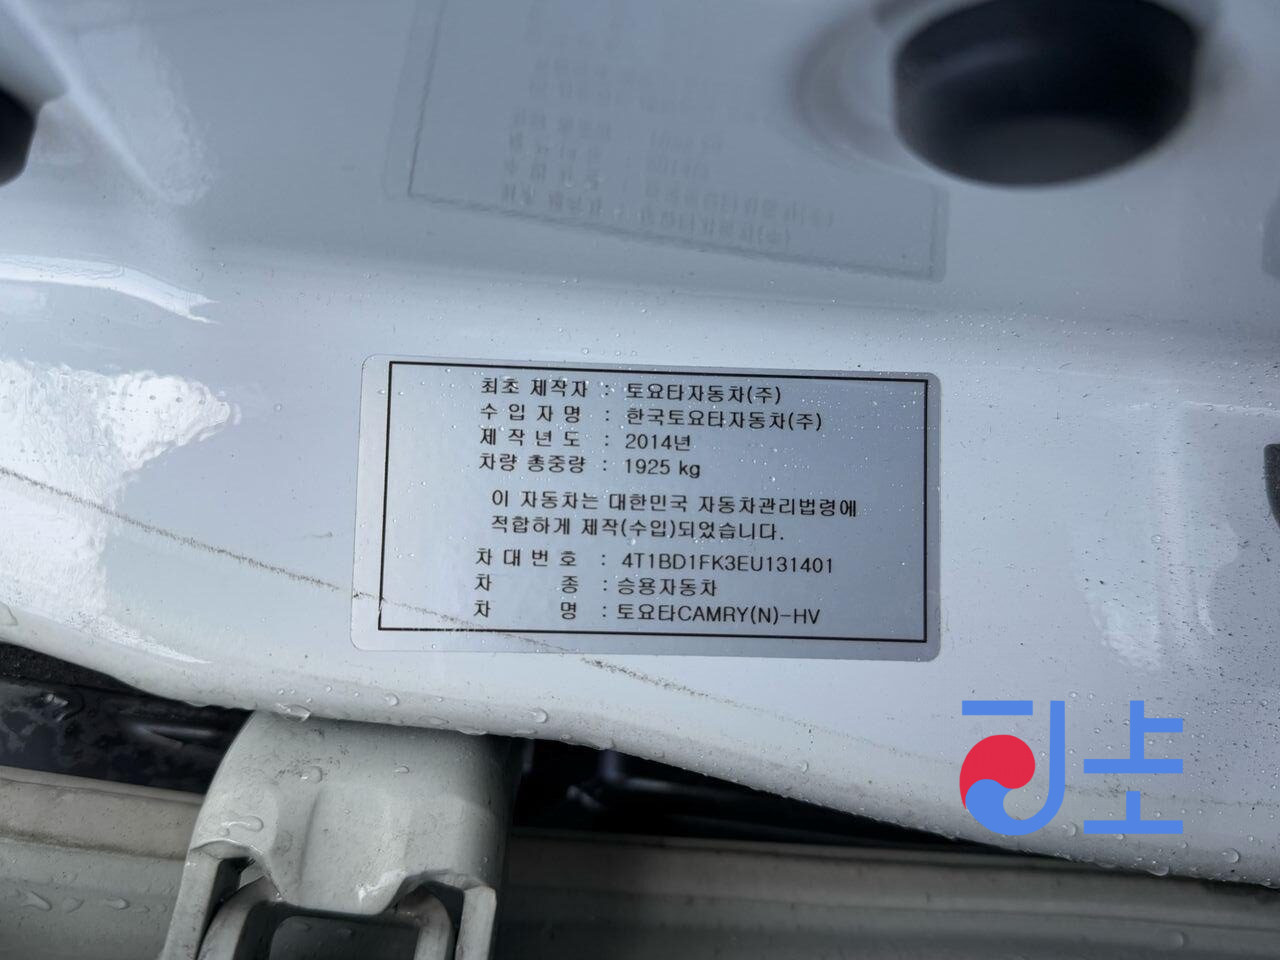 최초 제작자 : 토요타자동차(주)
수 입 자 명 : 한국토요타자동차(주)
제 작 년 도 : 2014년
차량 총중량 : 1925 kg
이 자동차는 대한민국 자동차관리법령에
적합하게 제작(수입)되었습니다.
차 대 번 호 : 4T1BD1FK3EU131401
차 종 : 승용자동차
차 명 : 토요타CAMRY(N)-HV